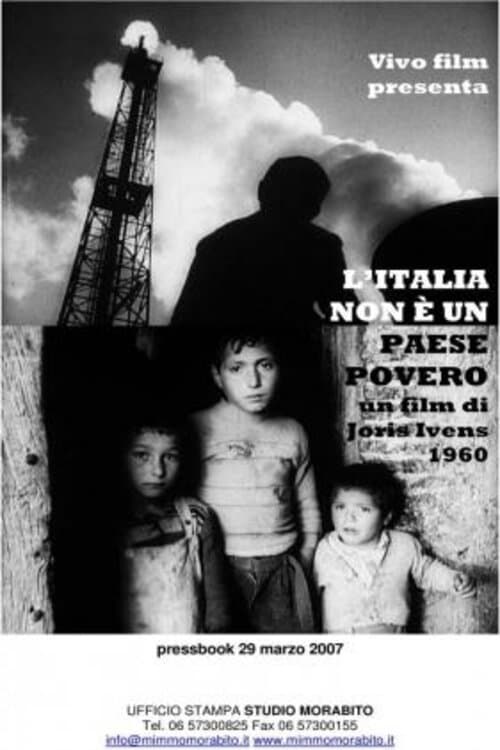 Vivo film
presenta
L'ITALIA
NON È UN
PAESE
POVERO
un film di
Joris Ivens
1960
pressbook 29 marzo 2007
UFFICIO STAMPA STUDIO MORABITO
Tel. 06 57300825 Fax 06 57300155
info@mimmomorabito.it www.mimmomorabito.it